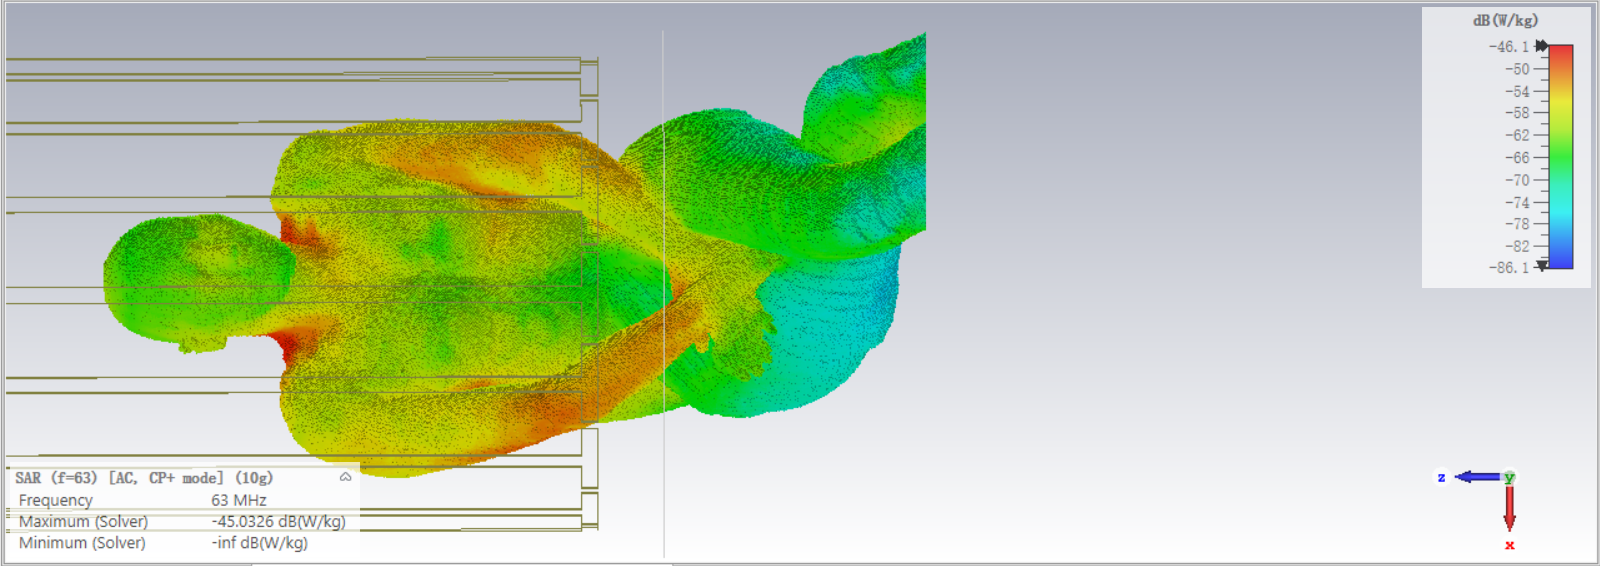 dB(W/kg)
-46.1
-50
-54
-58
-62
-66
-70
-74
-78
-82
-86.1
SAR (f=63) [AC, CP+ mode] (10g)
Frequency 63 MHz
Maximum (Solver) -45.0326 dB(W/kg)
Minimum (Solver) -inf dB(W/kg)
z
y
x